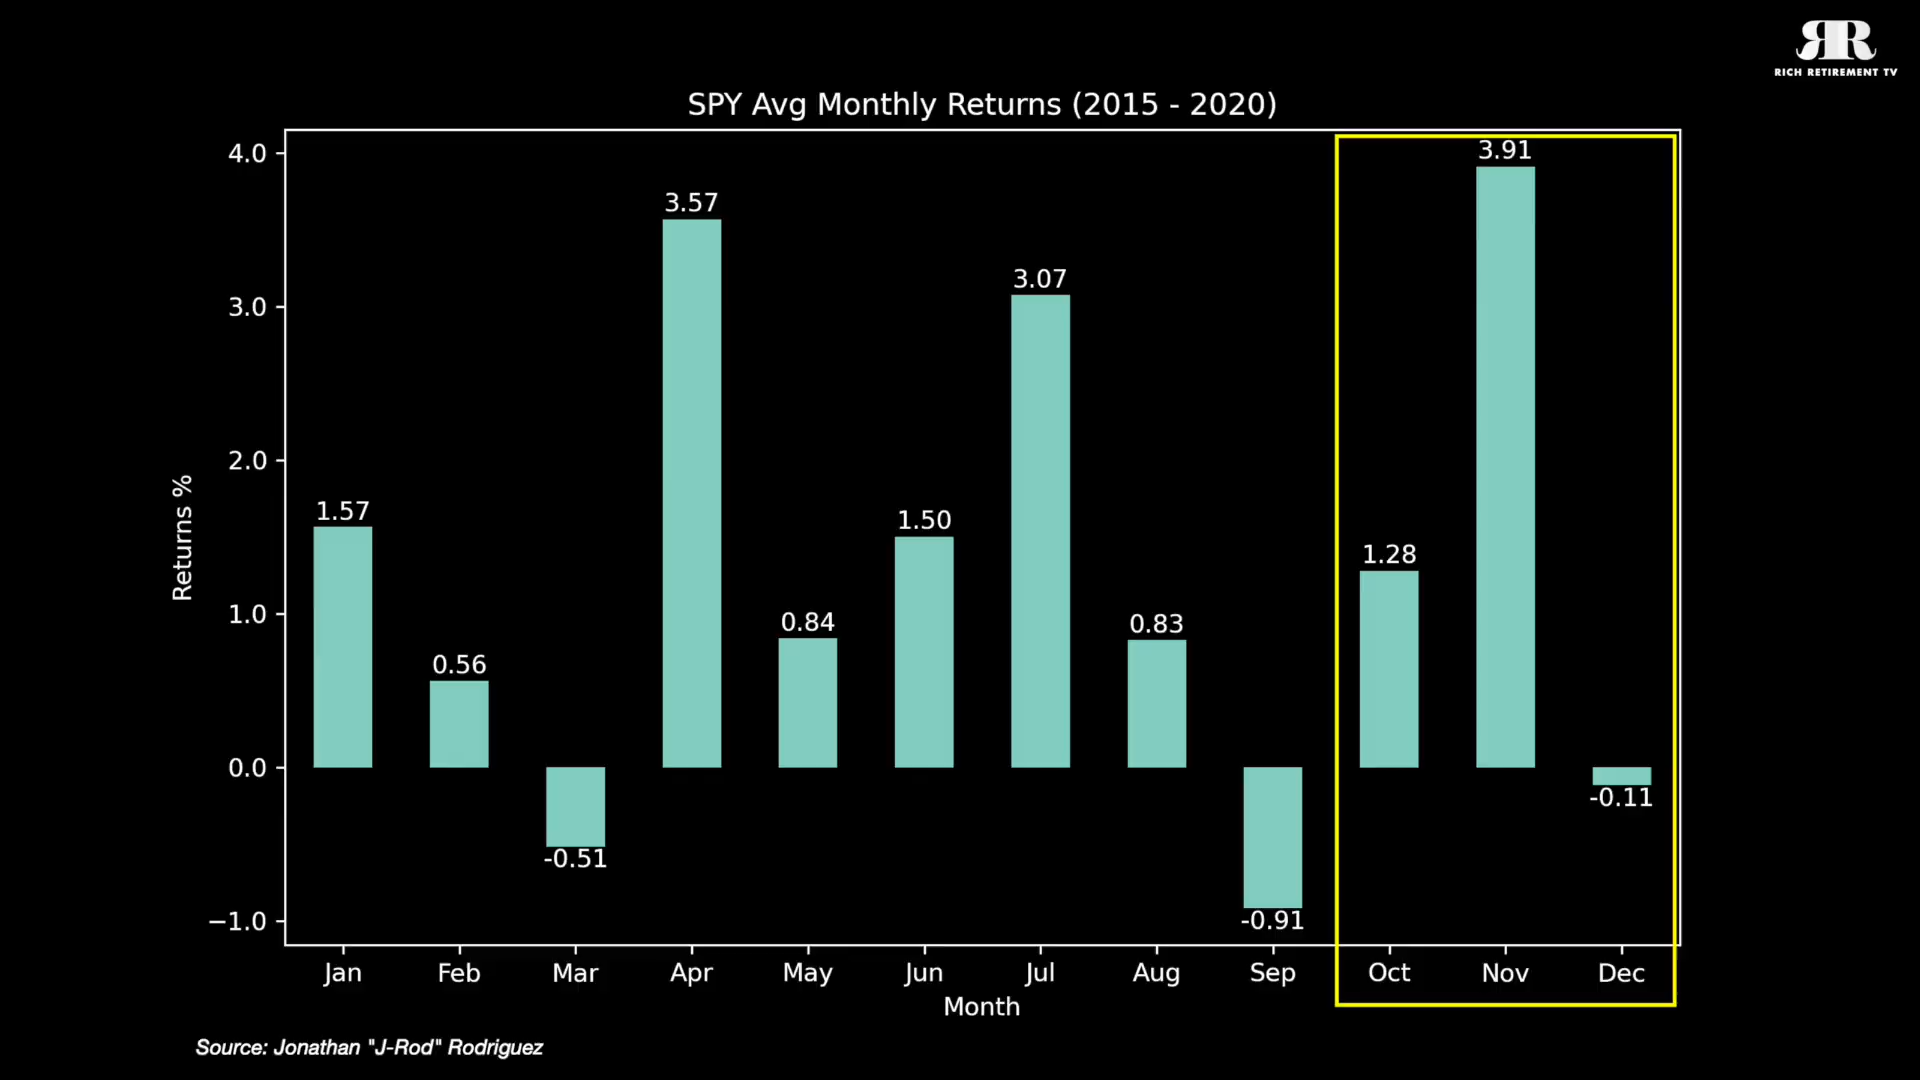 RR
RICH RETIREMENT TV
SPY Avg Monthly Returns (2015 - 2020)
Returns %
4.0
3.0
2.0
1.0
0.0
−1.0
1.57
0.56
-0.51
3.57
0.84
1.50
3.07
0.83
-0.91
1.28
3.91
-0.11
Jan Feb Mar Apr May Jun Jul Aug Sep Oct Nov Dec
Month
Source: Jonathan "J-Rod" Rodriguez